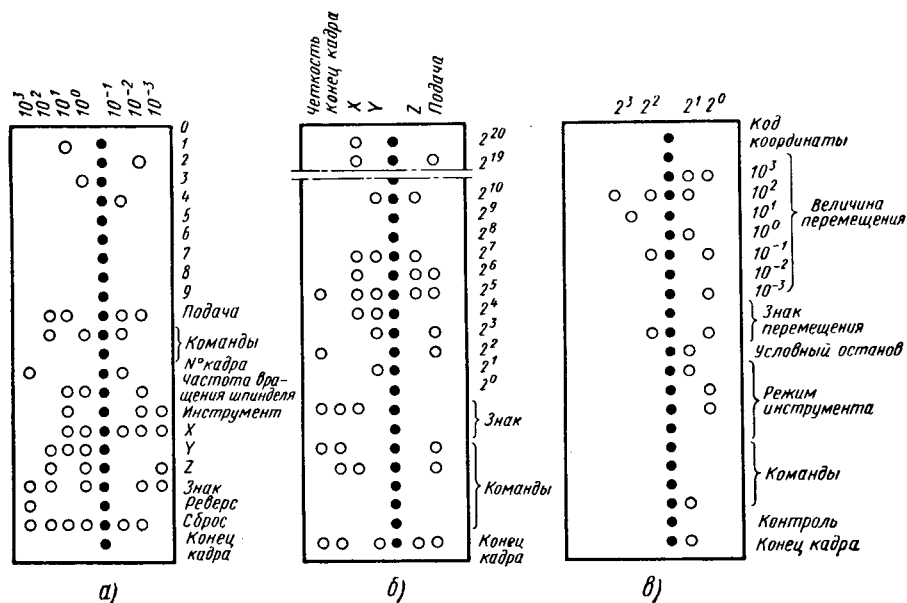 10³ 10² 10¹ 10⁰ 10⁻¹ 10⁻² 10⁻³
0
1
2
3
4
5
6
7
8
9
Подача
Команды
N° кадра
Частота вра-
щения шпинделя
Инструмент
X
Y
Z
Знак
Реверс
Сброс
Конец
кадра
а)
Четкость
Конец кадра
X
Y
Z
Подача
2²⁰
2¹⁹
2¹⁰
2⁹
2⁸
2⁷
2⁶
2⁵
2⁴
2³
2²
2¹
2⁰
Знак
Команды
Конец
кадра
б)
2³ 2² 2¹ 2⁰
Код
координаты
10³
10²
10¹
10⁰
10⁻¹
10⁻²
10⁻³
Величина
перемещения
Знак
перемещения
Условный останов
Режим
инструмента
Команды
Контроль
Конец кадра
в)